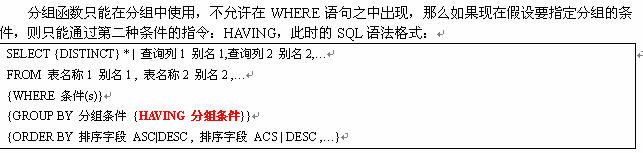 分组函数只能在分组中使用，不允许在 WHERE 语句之中出现，那么如果现在假设要指定分组的条
件，则只能通过第二种条件的指令：HAVING，此时的 SQL 语法格式：
SELECT {DISTINCT} * | 查询列 1 别名 1,查询列 2 别名 2,…
FROM 表名称 1 别名 1 , 表名称 2 别名 2 ,…
{WHERE 条件(s)}
{GROUP BY 分组条件 {HAVING 分组条件}}
{ORDER BY 排序字段 ASC|DESC , 排序字段 ACS | DESC ,…}